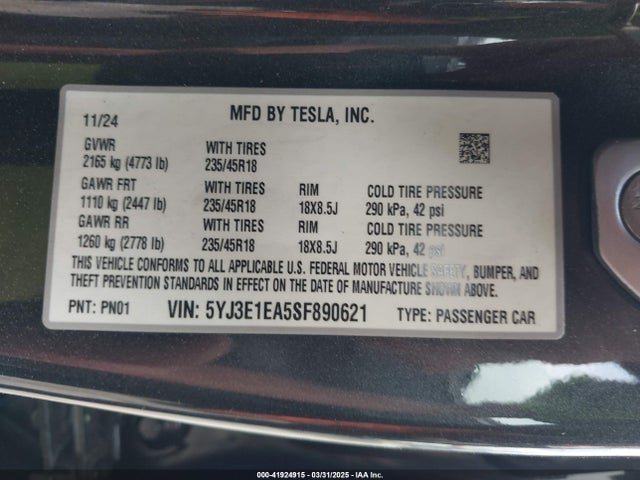 11/24 MFD BY TESLA, INC.
GVWR WITH TIRES
2165 kg (4773 lb) 235/45R18
GAWR FRT WITH TIRES RIM COLD TIRE PRESSURE
1110 kg (2447 lb) 235/45R18 18X8.5J 290 kPa, 42 psi
GAWR RR WITH TIRES RIM COLD TIRE PRESSURE
1260 kg (2778 lb) 235/45R18 18X8.5J 290 kPa, 42 psi
THIS VEHICLE CONFORMS TO ALL APPLICABLE U.S. FEDERAL MOTOR VEHICLE SAFETY, BUMPER, AND
THEFT PREVENTION STANDARDS IN EFFECT ON THE DATE OF MANUFACTURE SHOWN ABOVE.
PNT: PN01 VIN: 5YJ3E1EA5SF890621 TYPE: PASSENGER CAR
000-41924915 - 03/31/2025 - IAA Inc.